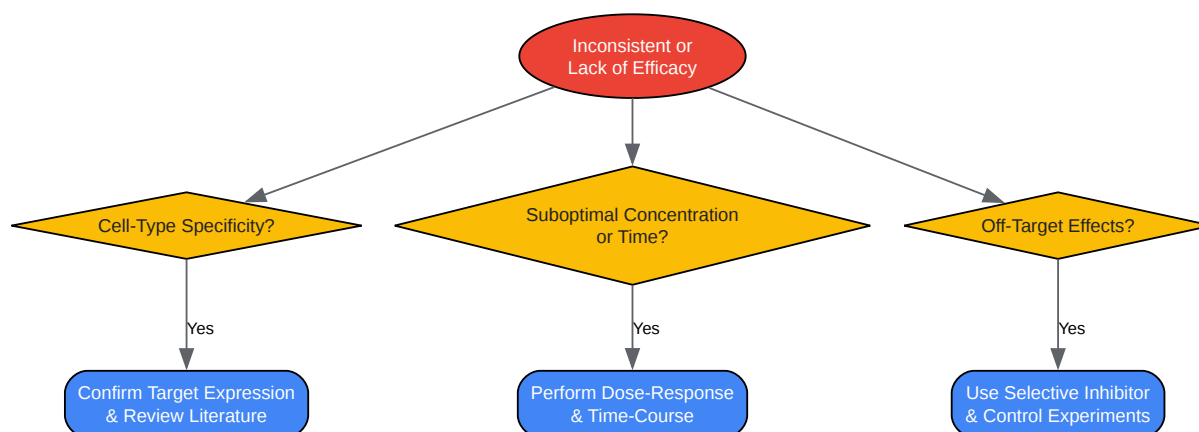 Inconsistent or
Lack of Efficacy
Cell-Type Specificity?
Suboptimal Concentration
or Time?
Off-Target Effects?
Yes
Yes
Yes
Confirm Target Expression
& Review Literature
Perform Dose-Response
& Time-Course
Use Selective Inhibitor
& Control Experiments